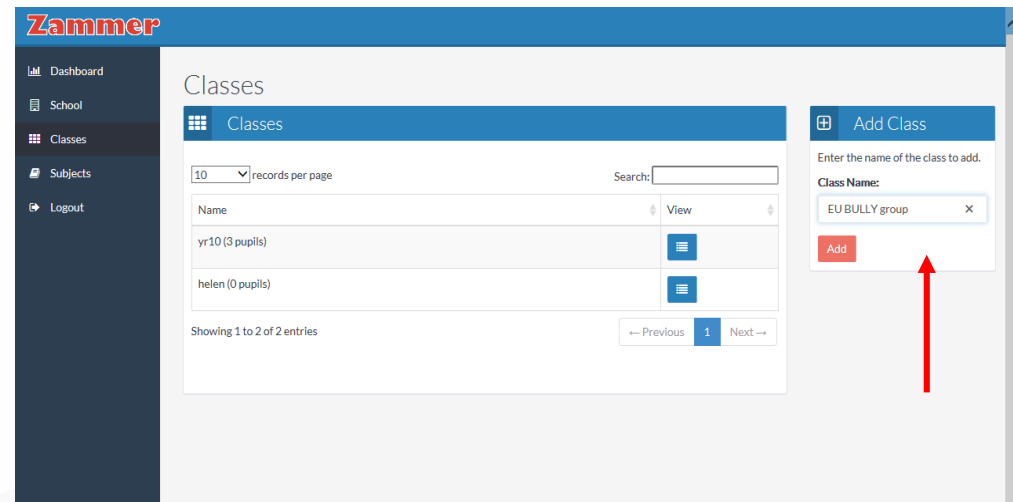 Zammer
Dashboard
School
Classes
Subjects
Logout
Classes
Classes
10 records per page
Search:
Name View
yr10 (3 pupils)
helen (0 pupils)
Showing 1 to 2 of 2 entries
← Previous 1 Next →
Add Class
Enter the name of the class to add.
Class Name:
EU BULLY group ×
Add